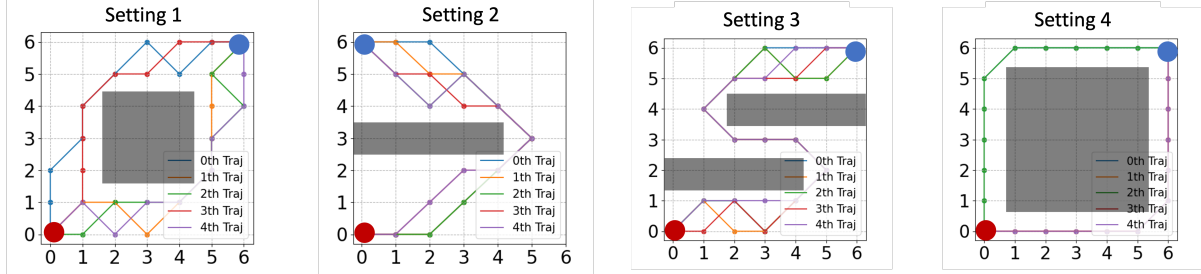 Setting 1
6
5
4
3
2
1
0
0 1 2 3 4 5 6
0th Traj
1th Traj
2th Traj
3th Traj
4th Traj
Setting 2
6
5
4
3
2
1
0
0 1 2 3 4 5 6
0th Traj
1th Traj
2th Traj
3th Traj
4th Traj
Setting 3
6
5
4
3
2
1
0
0 1 2 3 4 5 6
0th Traj
1th Traj
2th Traj
3th Traj
4th Traj
Setting 4
6
5
4
3
2
1
0
0 1 2 3 4 5 6
0th Traj
1th Traj
2th Traj
3th Traj
4th Traj